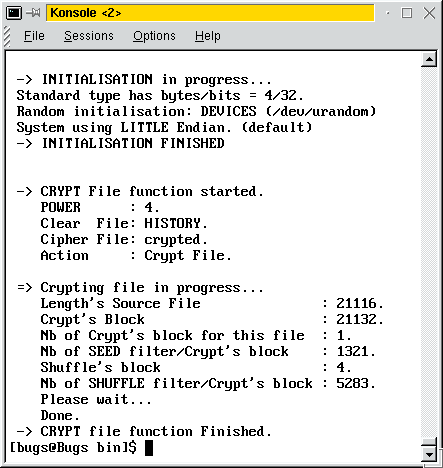 Konsole <2>
File Sessions Options Help
-> INITIALISATION in progress...
Standard type has bytes/bits = 4/32.
Random initialisation: DEVICES (/dev/urandom)
System using LITTLE Endian. (default)
-> INITIALISATION FINISHED
-> CRYPT File function started.
POWER : 4.
Clear File: HISTORY.
Cipher File: crypted.
Action : Crypt File.
=> Crypting file in progress...
Length's Source File : 21116.
Crypt's Block : 21132.
Nb of Crypt's block for this file : 1.
Nb of SEED filter/Crypt's block : 1321.
Shuffle's block : 4.
Nb of SHUFFLE filter/Crypt's block : 5283.
Please wait...
Done.
-> CRYPT file function Finished.
[bugs@Bugs bin]$